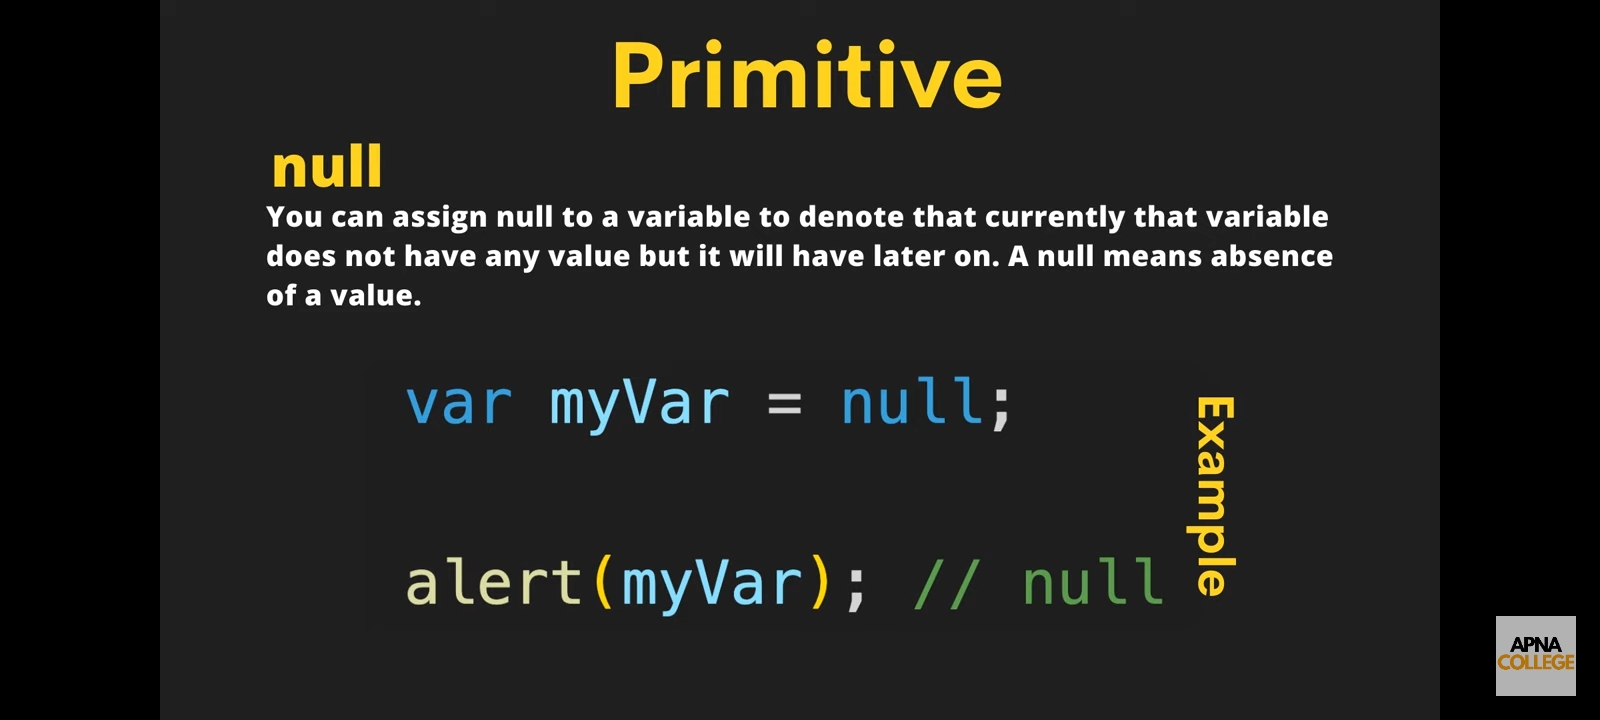 Primitive
null
You can assign null to a variable to denote that currently that variable
does not have any value but it will have later on. A null means absence
of a value.
var myVar = null;
alert(myVar); // null
Example
APNA
COLLEGE